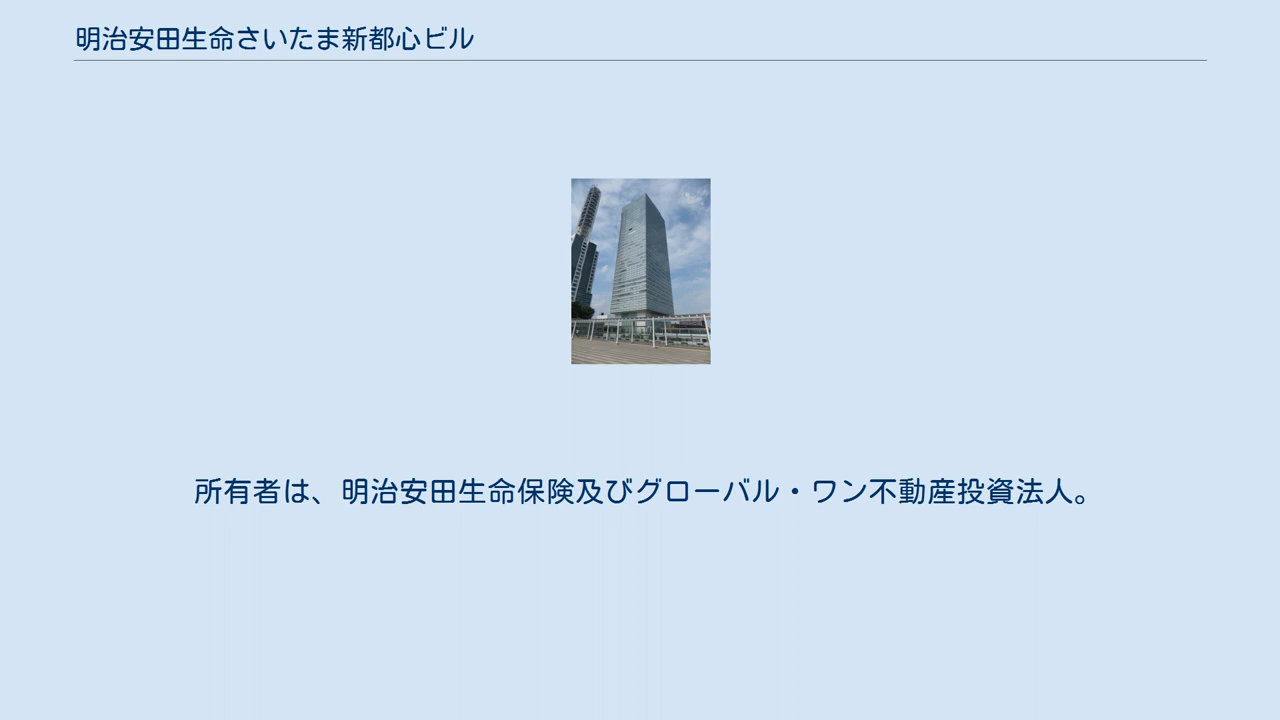 明治安田生命さいたま新都心ビル
所有者は、明治安田生命保険及びグローバル・ワン不動産投資法人。